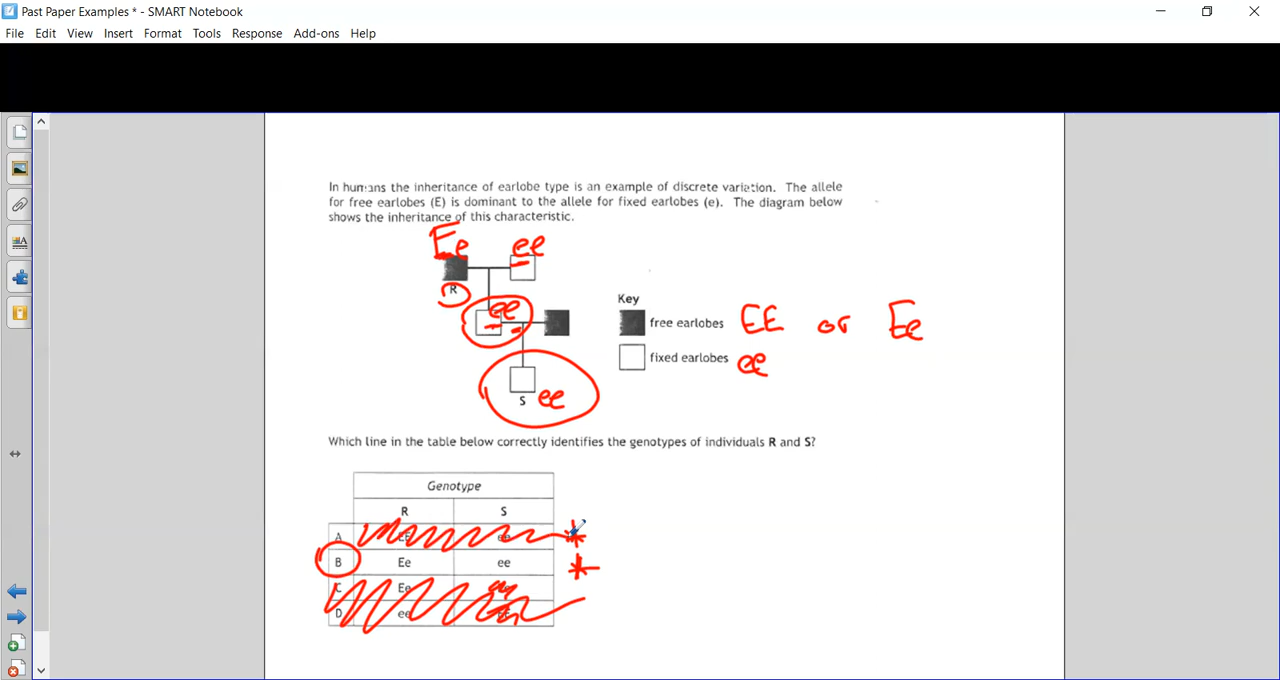 Past Paper Examples * - SMART Notebook
File Edit View Insert Format Tools Response Add-ons Help
In humans the inheritance of earlobe type is an example of discrete variation. The allele
for free earlobes (E) is dominant to the allele for fixed earlobes (e). The diagram below
shows the inheritance of this characteristic.
Ee ee
R
ee
Key
free earlobes EE or Ee
fixed earlobes ee
S ee
Which line in the table below correctly identifies the genotypes of individuals R and S?
Genotype
R S
A EE ee
B Ee ee
C Ee
D ee